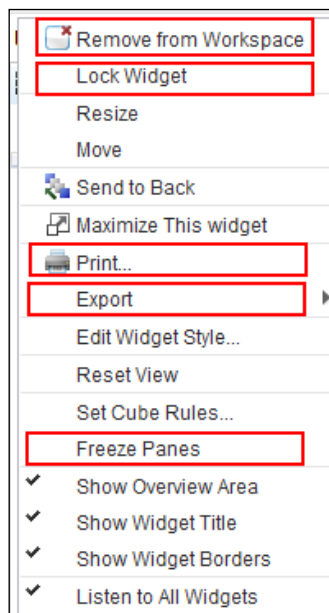 Remove from Workspace
Lock Widget
Resize
Move
Send to Back
Maximize This widget
Print...
Export
Edit Widget Style...
Reset View
Set Cube Rules...
Freeze Panes
Show Overview Area
Show Widget Title
Show Widget Borders
Listen to All Widgets